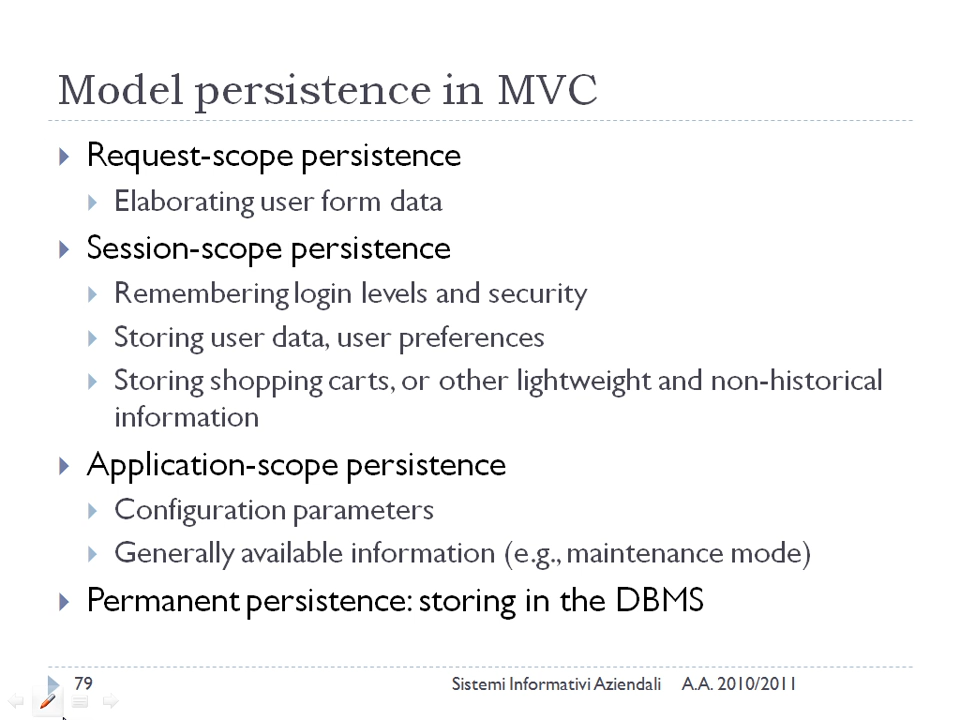 Model persistence in MVC
Request-scope persistence
Elaborating user form data
Session-scope persistence
Remembering login levels and security
Storing user data, user preferences
Storing shopping carts, or other lightweight and non-historical
information
Application-scope persistence
Configuration parameters
Generally available information (e.g., maintenance mode)
Permanent persistence: storing in the DBMS
79 Sistemi Informativi Aziendali A.A. 2010/2011